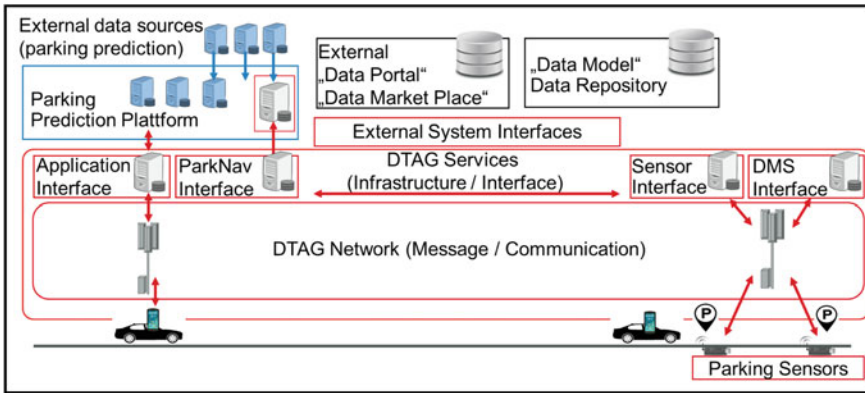 External data sources
(parking prediction)
External
„Data Portal“
„Data Market Place“
„Data Model“
Data Repository
Parking
Prediction Plattform
External System Interfaces
Application
Interface
ParkNav
Interface
DTAG Services
(Infrastructure / Interface)
Sensor
Interface
DMS
Interface
DTAG Network (Message / Communication)
P
P
Parking Sensors